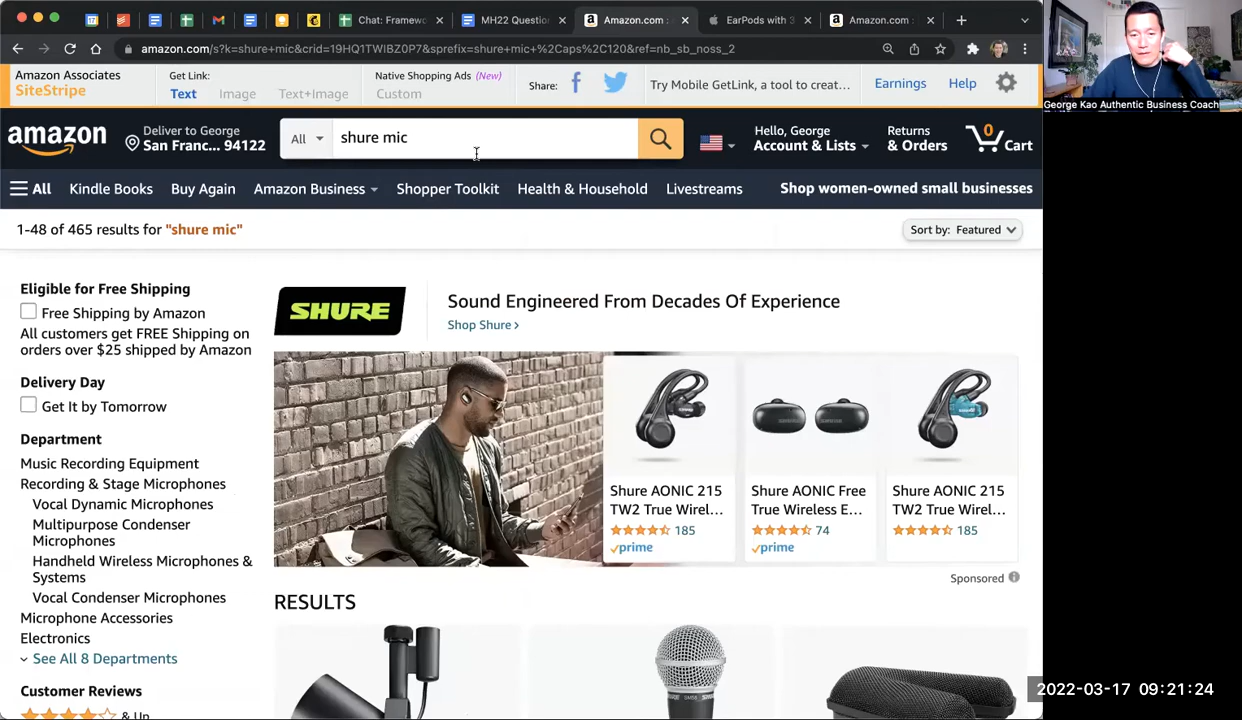 Chat: Framew
MH22 Questio
Amazon.com :
EarPods with 3
Amazon.com :
amazon.com/s?k=shure+mic&crid=19HQ1TWIBZ0P7&sprefix=shure+mic+%2Caps%2C120&ref=nb_sb_noss_2
Amazon Associates
SiteStripe
Get Link:
Text
Image
Text+Image
Native Shopping Ads (New)
Custom
Share:
Try Mobile GetLink, a tool to creat...
Earnings
Help
amazon
Deliver to George
San Franc... 94122
All
shure mic
Hello, George
Account & Lists
Returns
& Orders
0
Cart
All
Kindle Books
Buy Again
Amazon Business
Shopper Toolkit
Health & Household
Livestreams
Shop women-owned small businesses
1-48 of 465 results for "shure mic"
Sort by: Featured
Eligible for Free Shipping
Free Shipping by Amazon
All customers get FREE Shipping on
orders over $25 shipped by Amazon
Delivery Day
Get It by Tomorrow
Department
Music Recording Equipment
Recording & Stage Microphones
Vocal Dynamic Microphones
Multipurpose Condenser
Microphones
Handheld Wireless Microphones &
Systems
Vocal Condenser Microphones
Microphone Accessories
Electronics
See All 8 Departments
Customer Reviews
& Up
SHURE
Sound Engineered From Decades Of Experience
Shop Shure ›
Shure AONIC 215
TW2 True Wirel...
185
prime
Shure AONIC Free
True Wireless E...
74
prime
Shure AONIC 215
TW2 True Wirel...
185
Sponsored
RESULTS
George Kao Authentic Business Coach
2022-03-17 09:21:24